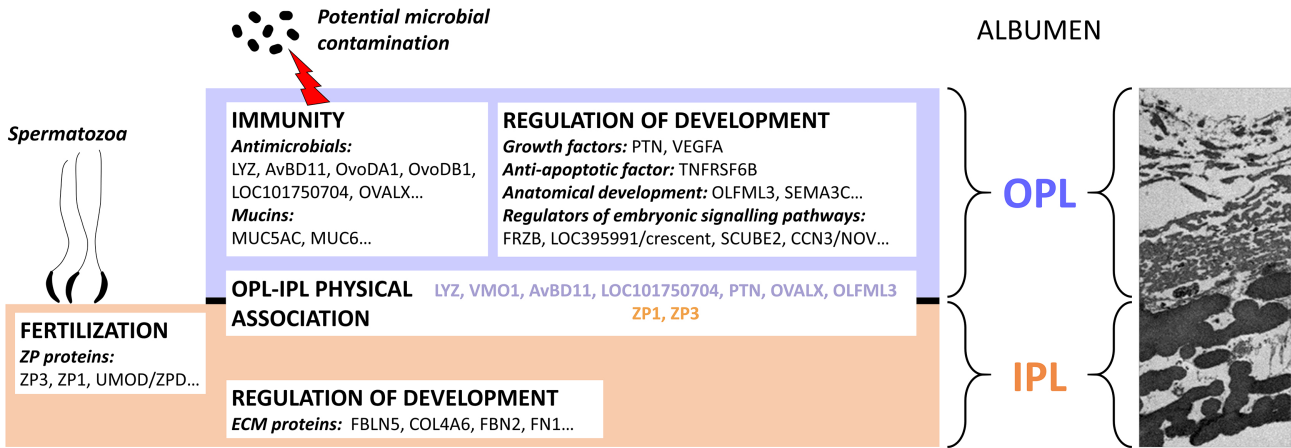 Potential microbial
contamination
ALBUMEN
Spermatozoa
IMMUNITY
Antimicrobials:
LYZ, AvBD11, OvoDA1, OvoDB1,
LOC101750704, OVALX...
Mucins:
MUC5AC, MUC6...
REGULATION OF DEVELOPMENT
Growth factors: PTN, VEGFA
Anti-apoptotic factor: TNFRSF6B
Anatomical development: OLFML3, SEMA3C...
Regulators of embryonic signalling pathways:
FRZB, LOC395991/crescent, SCUBE2, CCN3/NOV...
OPL
OPL-IPL PHYSICAL
ASSOCIATION
LYZ, VMO1, AvBD11, LOC101750704, PTN, OVALX, OLFML3
ZP1, ZP3
FERTILIZATION
ZP proteins:
ZP3, ZP1, UMOD/ZPD...
REGULATION OF DEVELOPMENT
ECM proteins: FBLN5, COL4A6, FBN2, FN1...
IPL